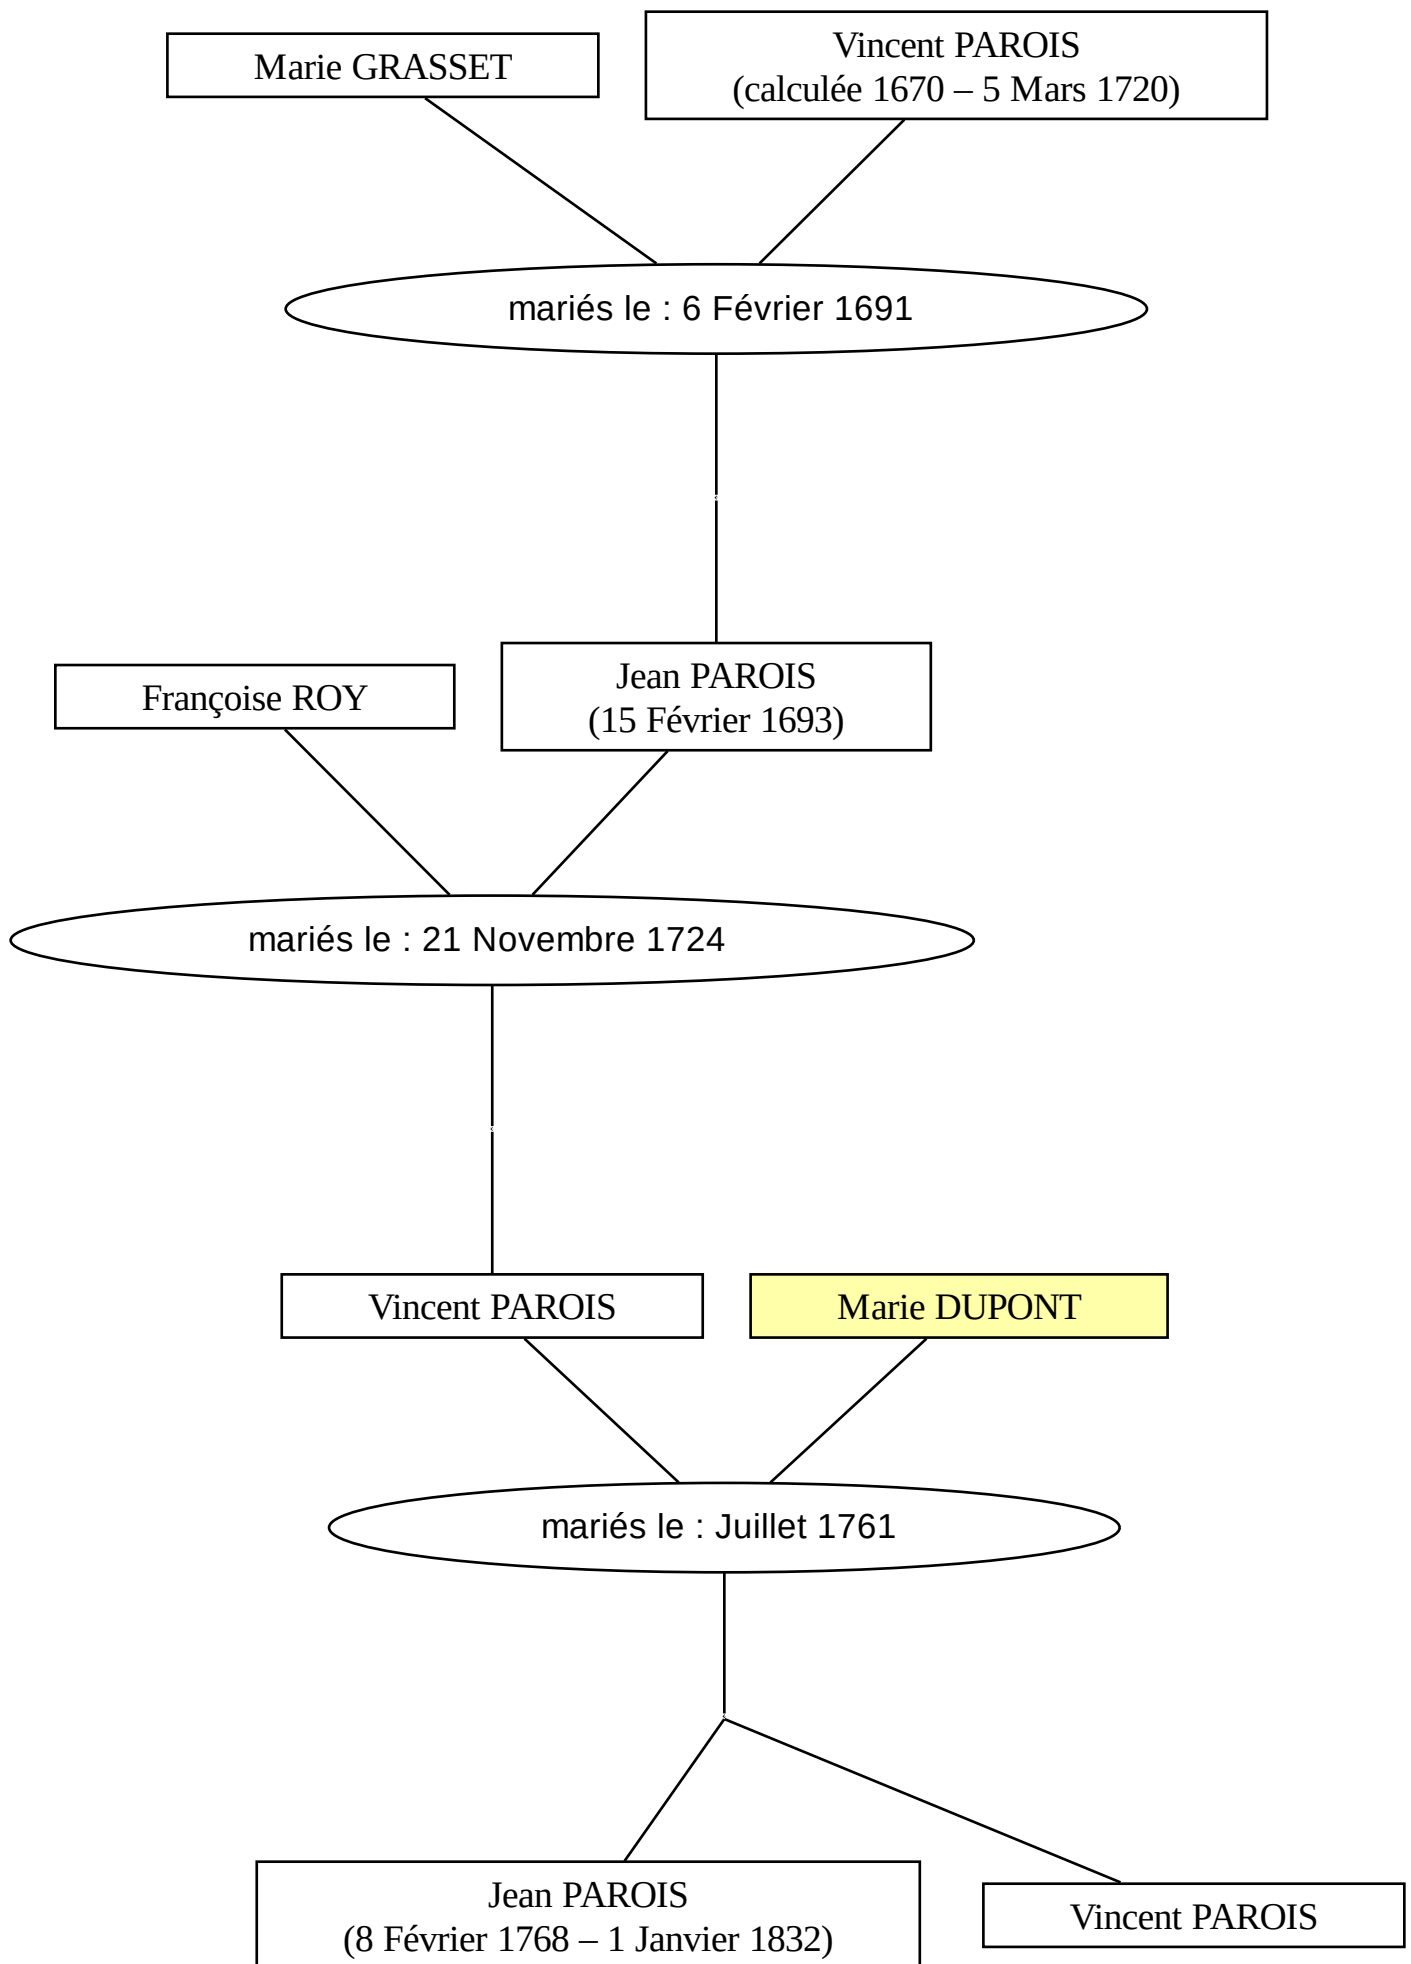 Marie GRASSET
Vincent PAROIS
(calculée 1670 – 5 Mars 1720)
mariés le : 6 Février 1691
Françoise ROY
Jean PAROIS
(15 Février 1693)
mariés le : 21 Novembre 1724
Vincent PAROIS
Marie DUPONT
mariés le : Juillet 1761
Jean PAROIS
(8 Février 1768 – 1 Janvier 1832)
Vincent PAROIS